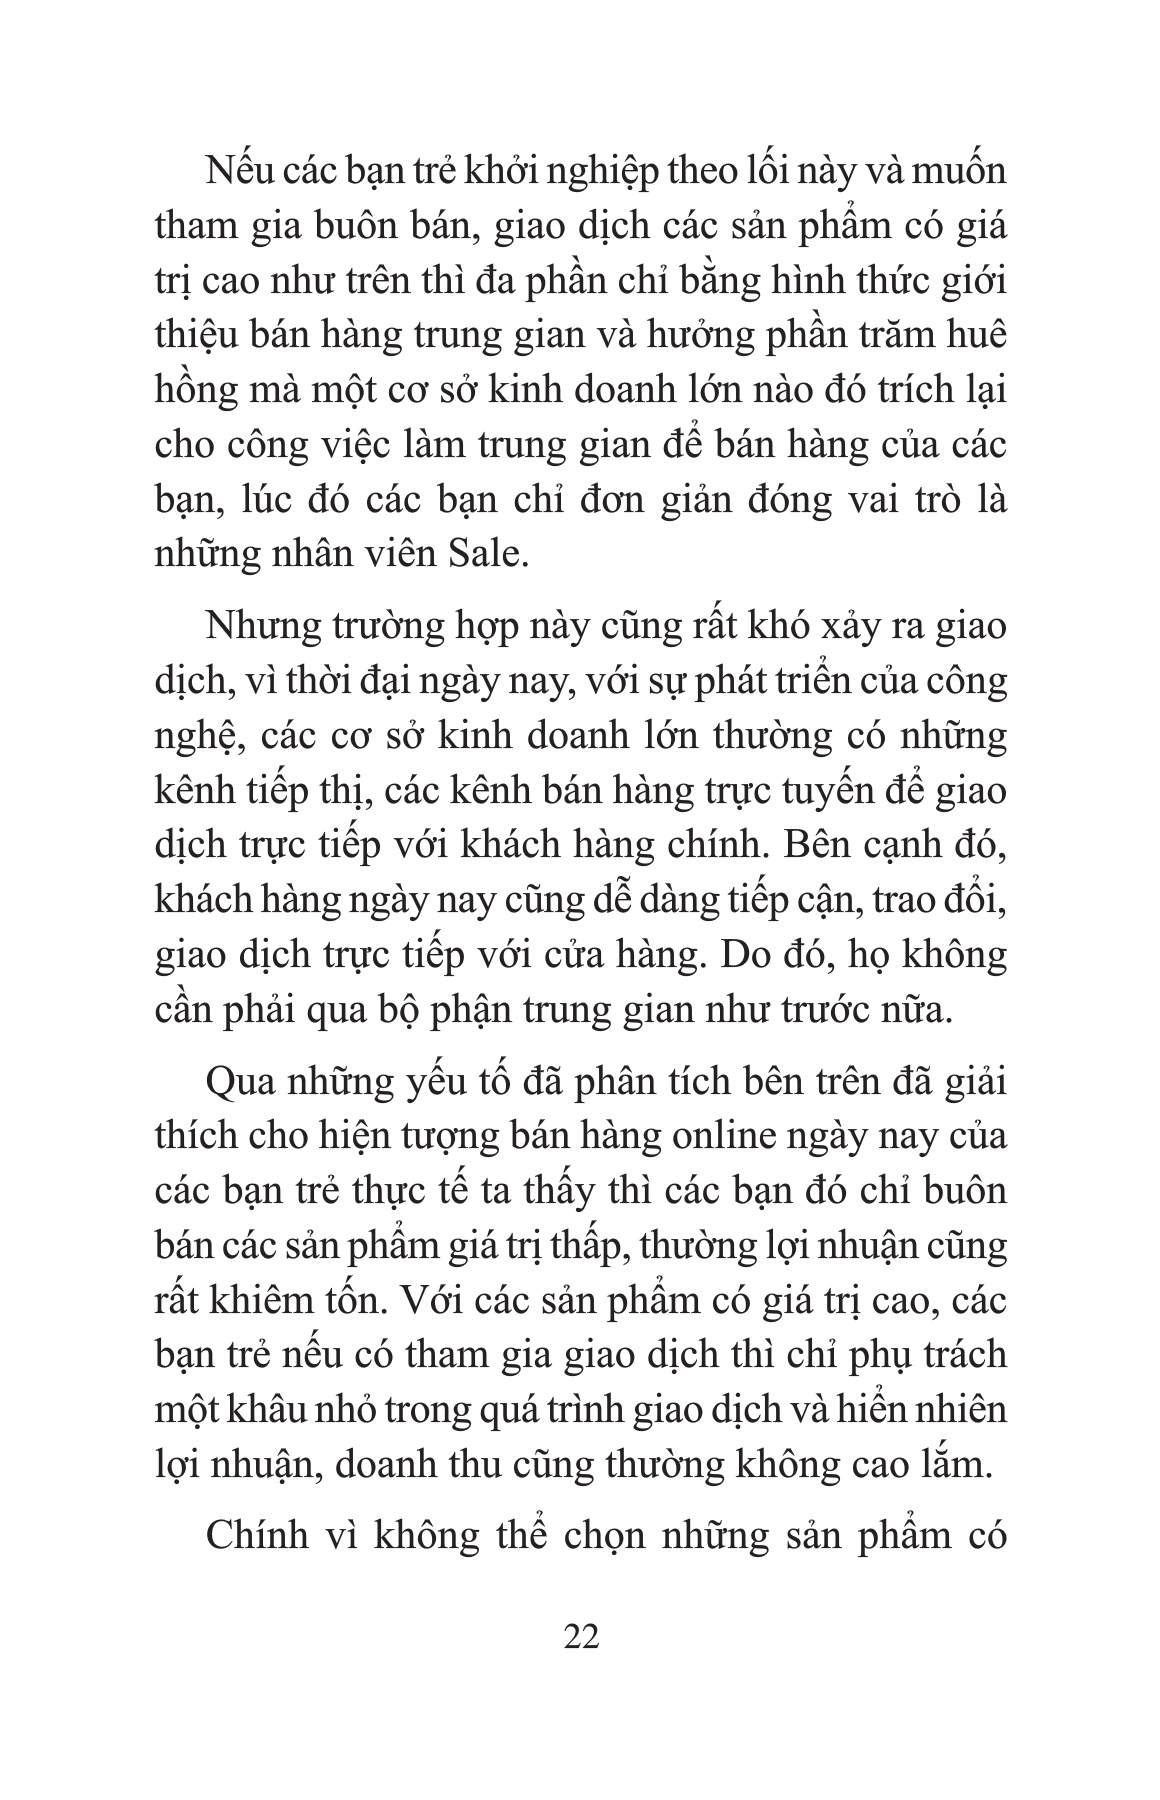 Nếu các bạn trẻ khởi nghiệp theo lối này và muốn
tham gia buôn bán, giao dịch các sản phẩm có giá
trị cao như trên thì đa phần chỉ bằng hình thức giới
thiệu bán hàng trung gian và hưởng phần trăm huê
hồng mà một cơ sở kinh doanh lớn nào đó trích lại
cho công việc làm trung gian để bán hàng của các
bạn, lúc đó các bạn chỉ đơn giản đóng vai trò là
những nhân viên Sale.
Nhưng trường hợp này cũng rất khó xảy ra giao
dịch, vì thời đại ngày nay, với sự phát triển của công
nghệ, các cơ sở kinh doanh lớn thường có những
kênh tiếp thị, các kênh bán hàng trực tuyến để giao
dịch trực tiếp với khách hàng chính. Bên cạnh đó,
khách hàng ngày nay cũng dễ dàng tiếp cận, trao đổi,
giao dịch trực tiếp với cửa hàng. Do đó, họ không
cần phải qua bộ phận trung gian như trước nữa.
Qua những yếu tố đã phân tích bên trên đã giải
thích cho hiện tượng bán hàng online ngày nay của
các bạn trẻ thực tế ta thấy thì các bạn đó chỉ buôn
bán các sản phẩm giá trị thấp, thường lợi nhuận cũng
rất khiêm tốn. Với các sản phẩm có giá trị cao, các
bạn trẻ nếu có tham gia giao dịch thì chỉ phụ trách
một khâu nhỏ trong quá trình giao dịch và hiển nhiên
lợi nhuận, doanh thu cũng thường không cao lắm.
Chính vì không thể chọn những sản phẩm có
22